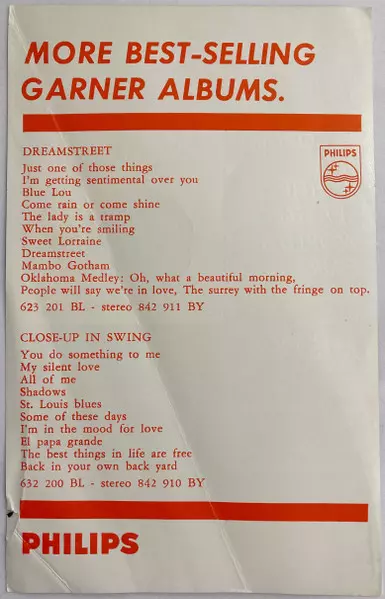 MORE BEST-SELLING
GARNER ALBUMS.
DREAMSTREET
PHILIPS
Just one of those things
I'm getting sentimental over you
Blue Lou
Come rain or come shine
The lady is a tramp
When you're smiling
Sweet Lorraine
Dreamstreet
Mambo Gotham
Oklahoma Medley: Oh, what a beautiful morning,
People will say we're in love, The surrey with the fringe on top.
623 201 BL - stereo 842 911 BY
CLOSE-UP IN SWING
You do something to me
My silent love
All of me
Shadows
St. Louis blues
Some of these days
I'm in the mood for love
El papa grande
The best things in life are free
Back in your own back yard
632 200 BL - stereo 842 910 BY
PHILIPS